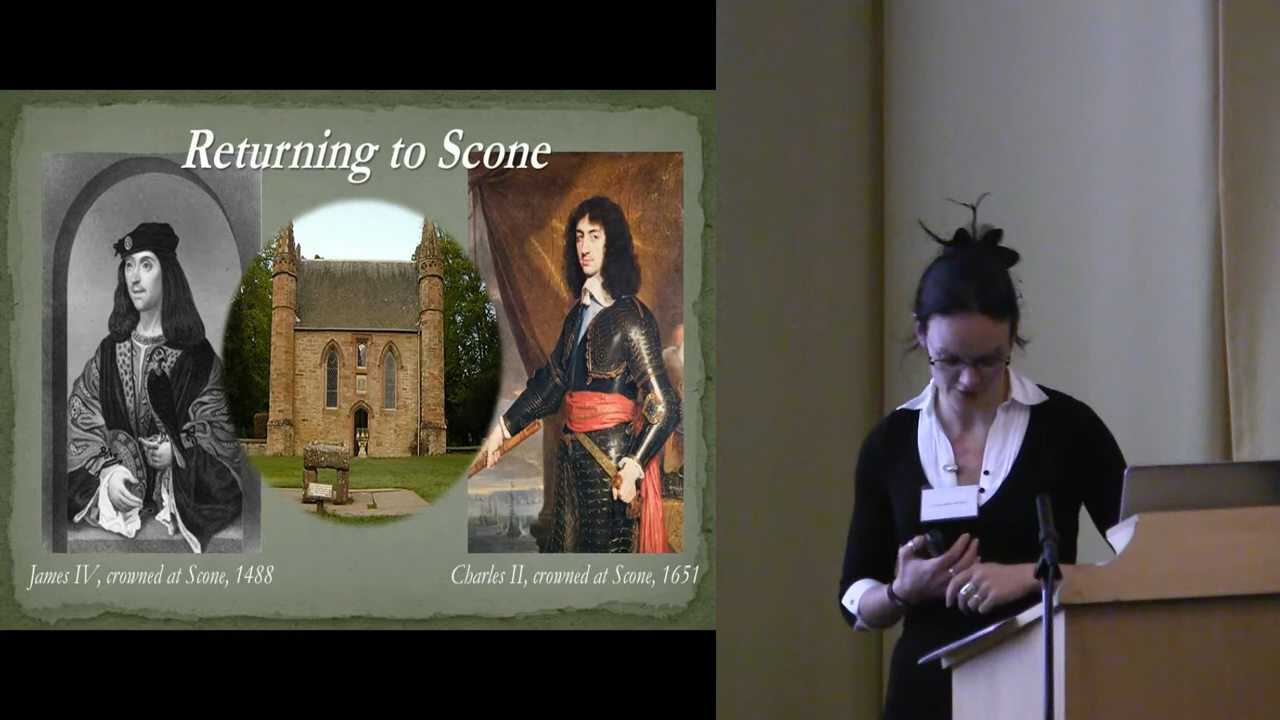 Returning to Scone
James IV, crowned at Scone, 1488
Charles II, crowned at Scone, 1651